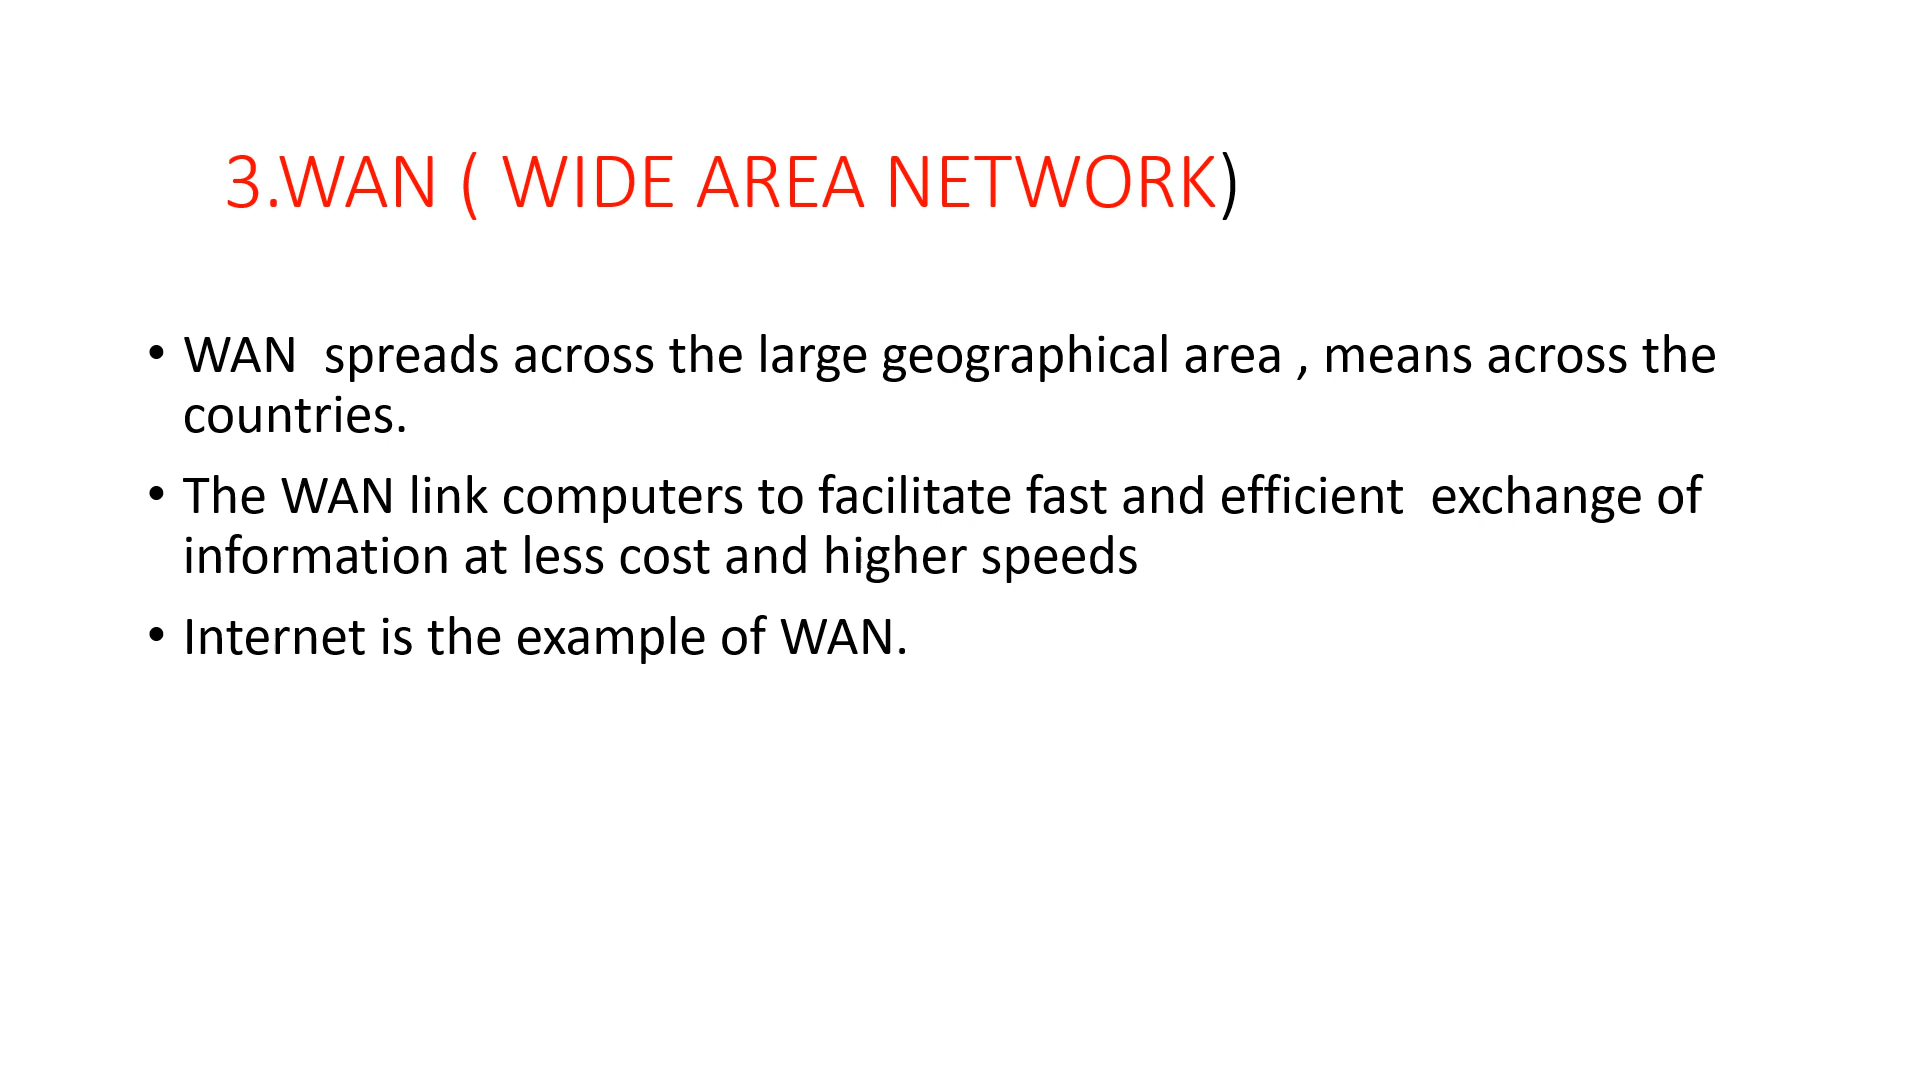 3.WAN ( WIDE AREA NETWORK)
• WAN  spreads across the large geographical area , means across the
countries.
• The WAN link computers to facilitate fast and efficient  exchange of
information at less cost and higher speeds
• Internet is the example of WAN.